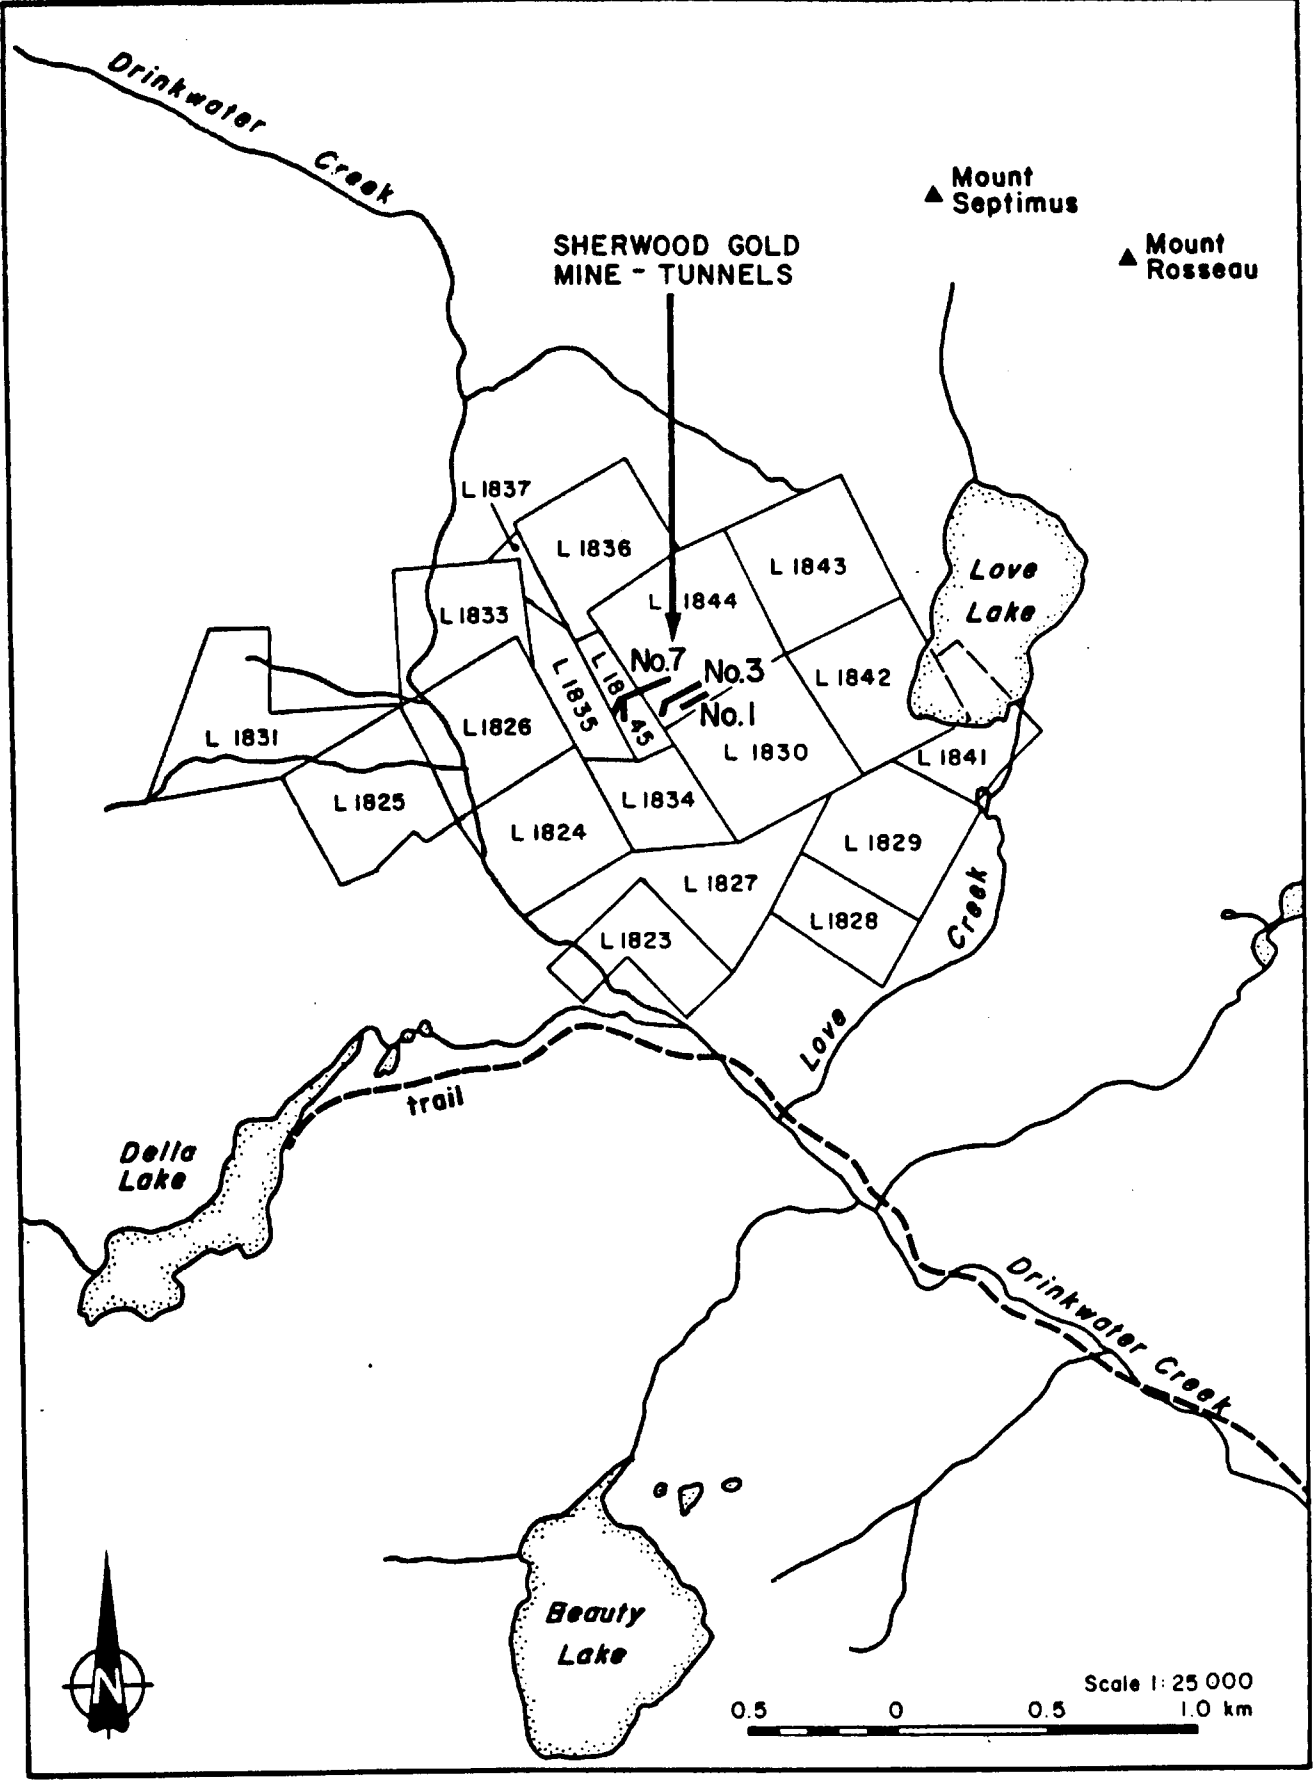 Drinkwater Creek
Mount
Septimus
Mount
Rosseau
SHERWOOD GOLD
MINE - TUNNELS
L 1837
L 1836
L 1843
L 1844
Love
Lake
L 1833
No.7
No.3
No.1
L 1845
L 1835
L 1842
L 1826
L 1831
L 1830
L 1841
L 1825
L 1834
L 1824
L 1829
L 1827
L 1828
L 1823
Love Creek
trail
Della
Lake
Drinkwater Creek
Beauty
Lake
N
Scale 1:25 000
0.5 0 0.5 1.0 km